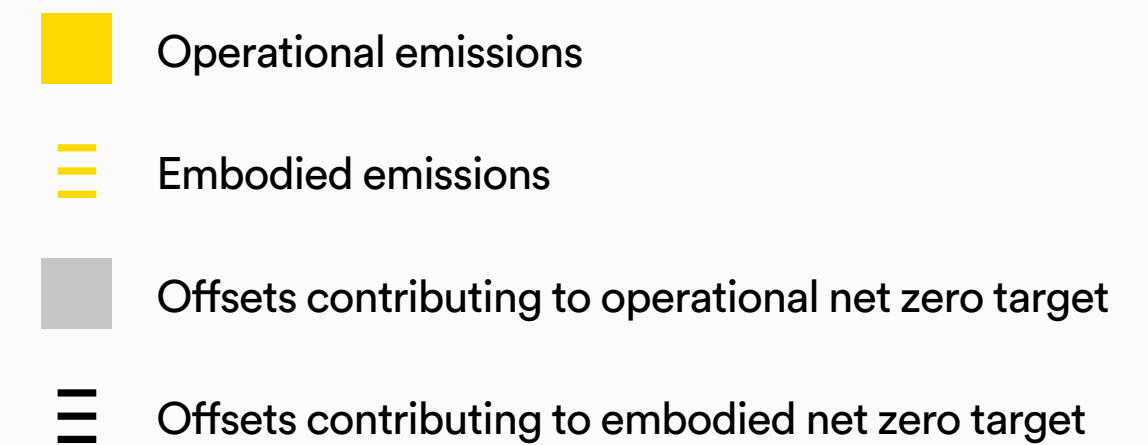 Operational emissions
Embodied emissions
Offsets contributing to operational net zero target
Offsets contributing to embodied net zero target